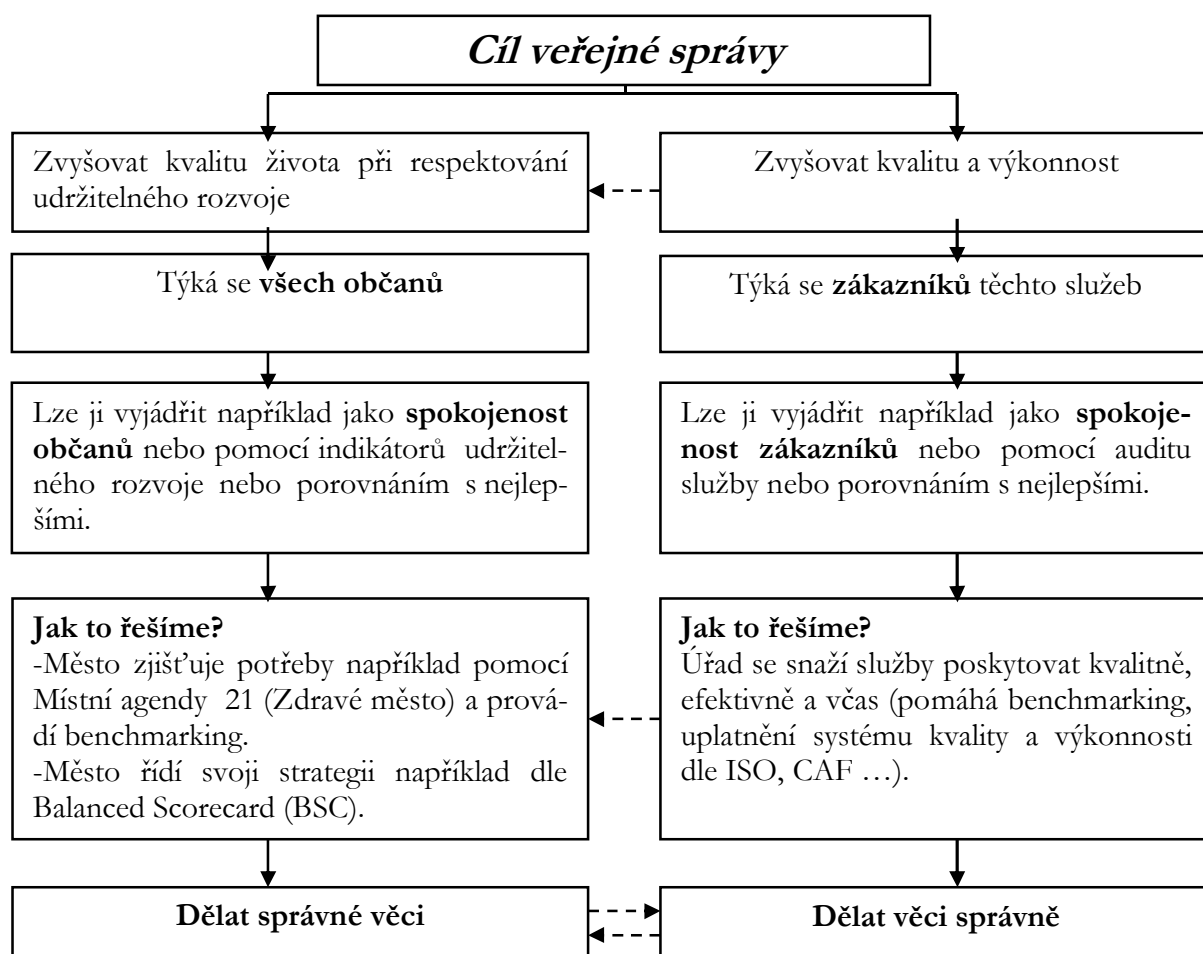 Cíl veřejné správy
Zvyšovat kvalitu života při respektování
udržitelného rozvoje
Zvyšovat kvalitu a výkonnost
Týká se všech občanů
Týká se zákazníků těchto služeb
Lze ji vyjádřit například jako spokojenost
občanů nebo pomocí indikátorů udržitel-
ného rozvoje nebo porovnáním s nejlep-
šími.
Lze ji vyjádřit například jako spokoje-
nost zákazníků nebo pomocí auditu
služby nebo porovnáním s nejlepšími.
Jak to řešíme?
-Město zjišťuje potřeby například pomocí
Místní agendy 21 (Zdravé město) a prová-
dí benchmarking.
-Město řídí svoji strategii například dle
Balanced Scorecard (BSC).
Jak to řešíme?
Úřad se snaží služby poskytovat kvalitně,
efektivně a včas (pomáhá benchmarking,
uplatnění systému kvality a výkonnosti
dle ISO, CAF …).
Dělat správné věci
Dělat věci správně